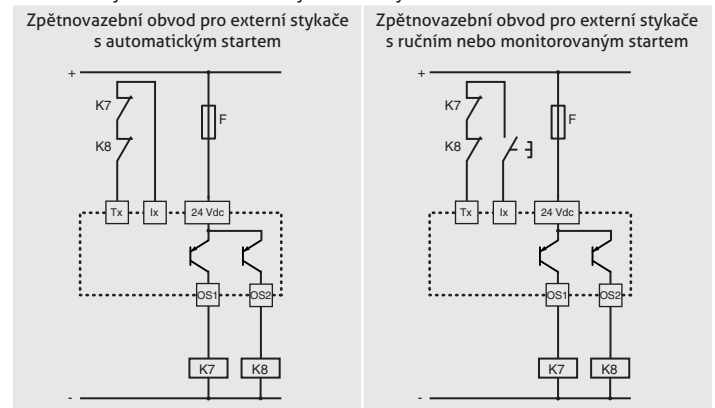 Zpětnovazební obvod pro externí stykače
s automatickým startem
+
K7
K8
F
Tx
Ix
24 Vdc
OS1
OS2
K7
K8
-
Zpětnovazební obvod pro externí stykače
s ručním nebo monitorovaným startem
+
K7
K8
F
Tx
Ix
24 Vdc
OS1
OS2
K7
K8
-